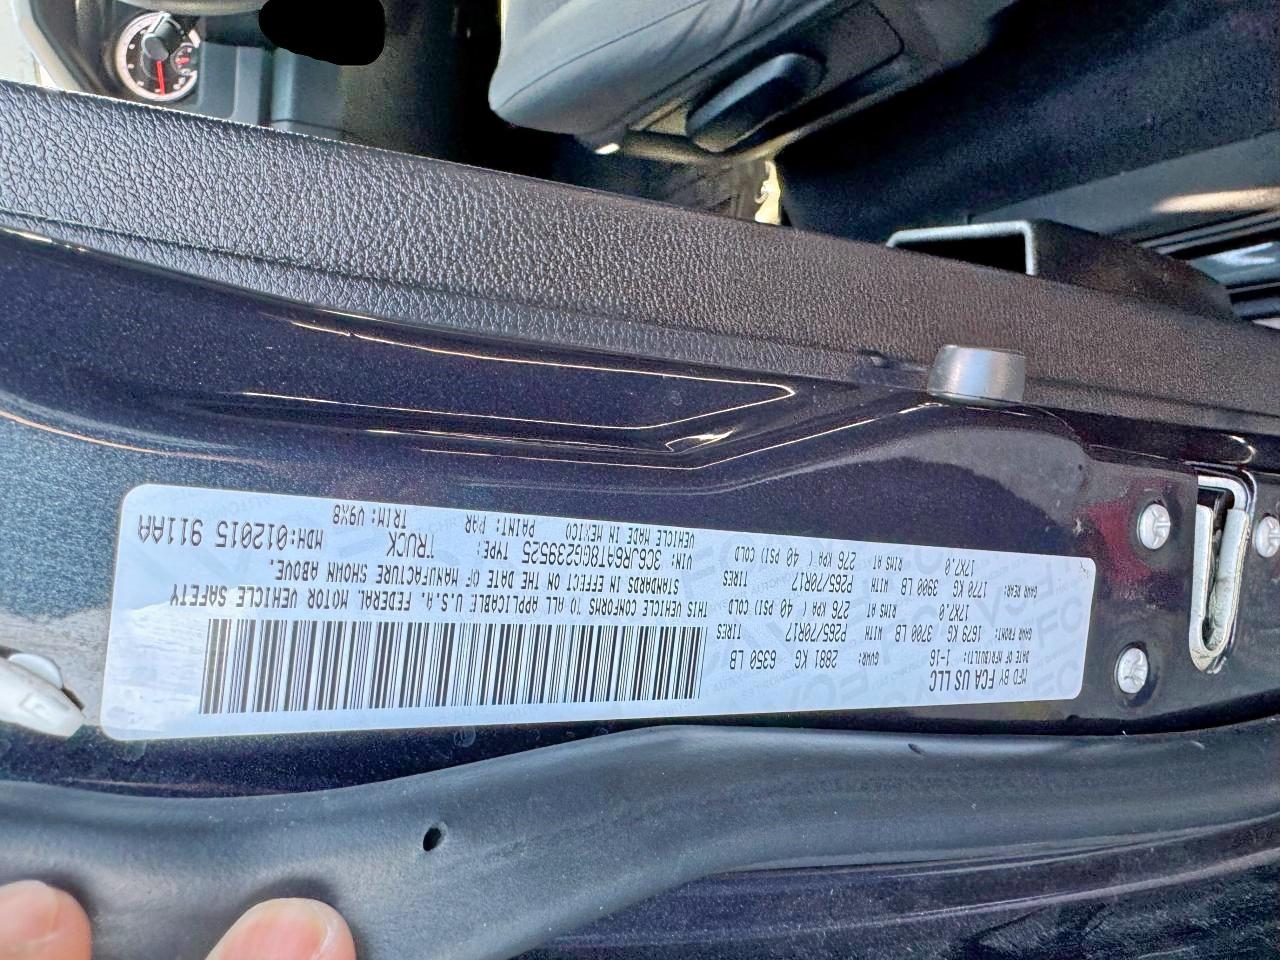 MFD BY FCA US LLC
DATE OF MFR(BUILT): 1-16 GVWR: 2881 KG 6350 LB
GAWR FRONT: 1679 KG 3700 LB WITH P265/70R17 TIRES
17X7.0 RIMS AT 276 KPA ( 40 PSI) COLD
GAWR REAR: 1770 KG 3900 LB WITH P265/70R17 TIRES
17X7.0 RIMS AT 276 KPA ( 40 PSI) COLD
THIS VEHICLE CONFORMS TO ALL APPLICABLE U.S.A. FEDERAL MOTOR VEHICLE SAFETY
STANDARDS IN EFFECT ON THE DATE OF MANUFACTURE SHOWN ABOVE.
VIN: 3C6JR6AT8GG239525 TYPE: TRUCK MDH:012015 911AA
VEHICLE MADE IN MEXICO PAINT: PAR TRIM: V9X8